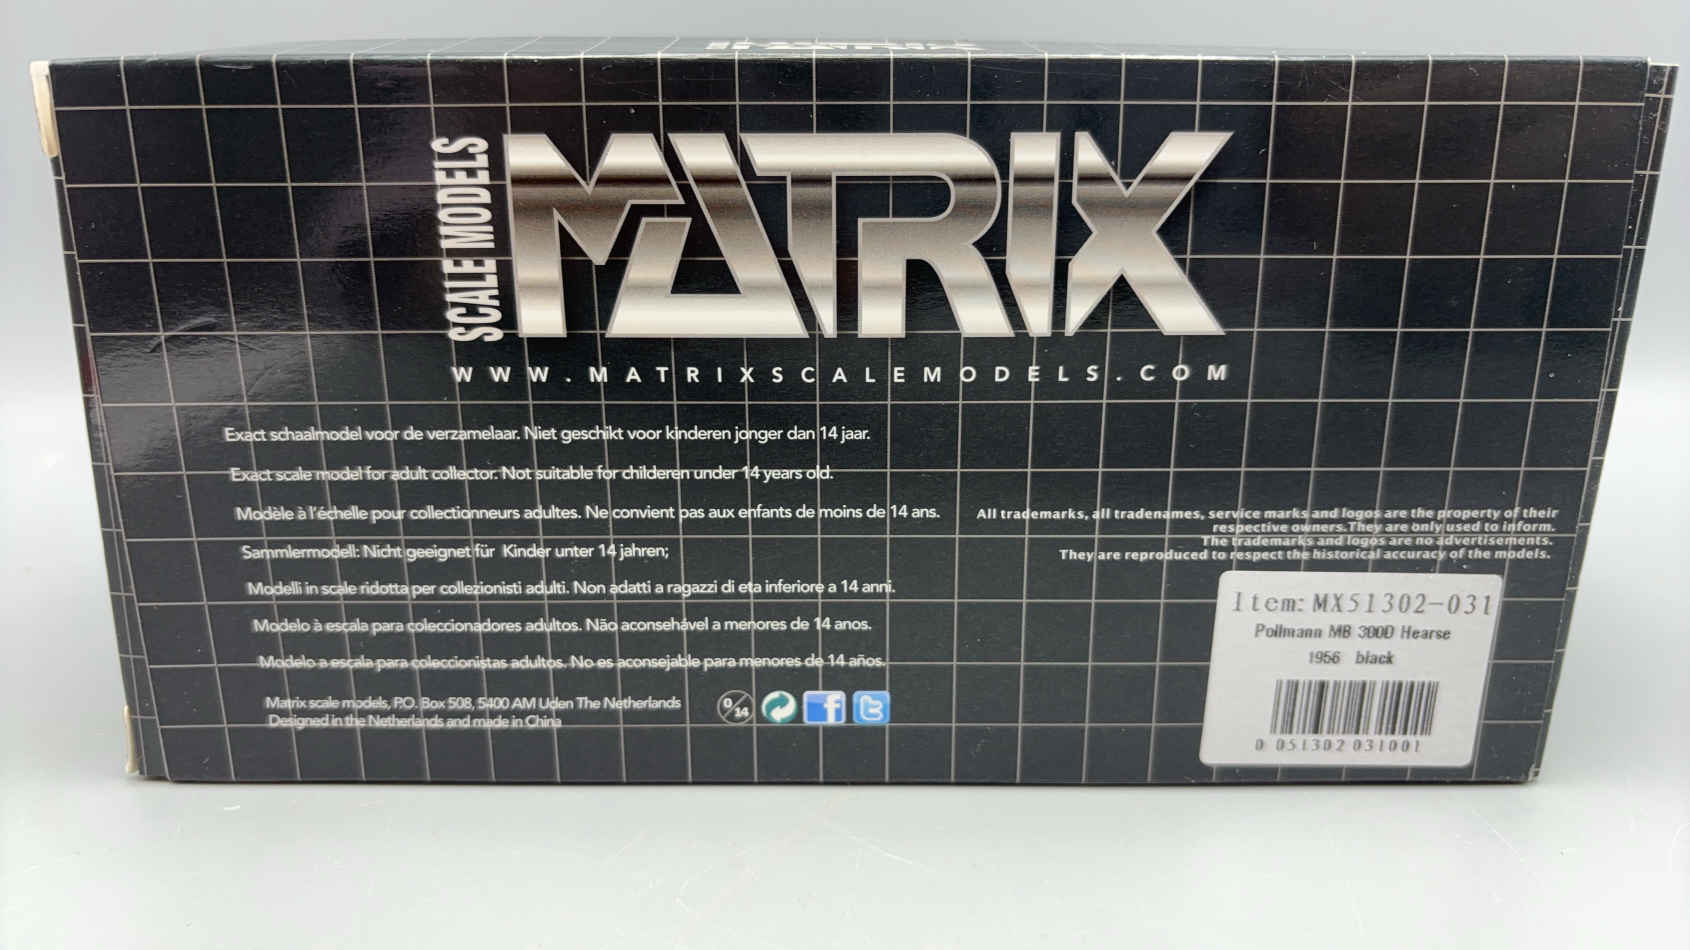 SCALE MODELS
MATRIX
WWW.MATRIXSCALEMODELS.COM
Exact schaalmodel voor de verzamelaar. Niet geschikt voor kinderen jonger dan 14 jaar.
Exact scale model for adult collector. Not suitable for childeren under 14 years old.
Modèle à l'échelle pour collectionneurs adultes. Ne convient pas aux enfants de moins de 14 ans.
Sammlermodell: Nicht geeignet für Kinder unter 14 jahren;
Modelli in scale ridotta per collezionisti adulti. Non adatti a ragazzi di eta inferiore a 14 anni.
Modelo à escala para coleccionadores adultos. Não aconsehável a menores de 14 anos.
Modelo a escala para coleccionistas adultos. No es aconsejable para menores de 14 años.
Matrix scale models, P.O. Box 508, 5400 AM Uden The Netherlands
Designed in the Netherlands and made in China
0/14
All trademarks, all tradenames, service marks and logos are the property of their
respective owners. They are only used to inform.
The trademarks and logos are no advertisements.
They are reproduced to respect the historical accuracy of the models.
Item: MX51302-031
Pollmann MB 300D Hearse
1956 black
0 051302 031001